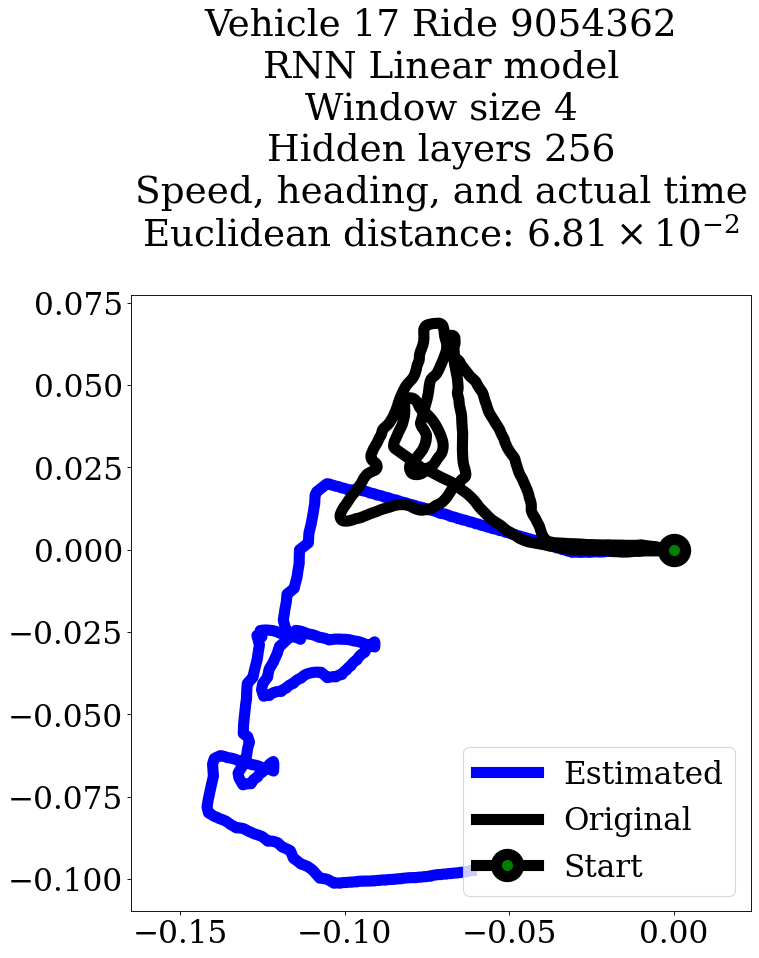 Vehicle 17 Ride 9054362
RNN Linear model
Window size 4
Hidden layers 256
Speed, heading, and actual time
Euclidean distance: 6.81 × 10⁻²
0.075
0.050
0.025
0.000
−0.025
−0.050
−0.075
−0.100
Estimated
Original
Start
−0.15
−0.10
−0.05
0.00